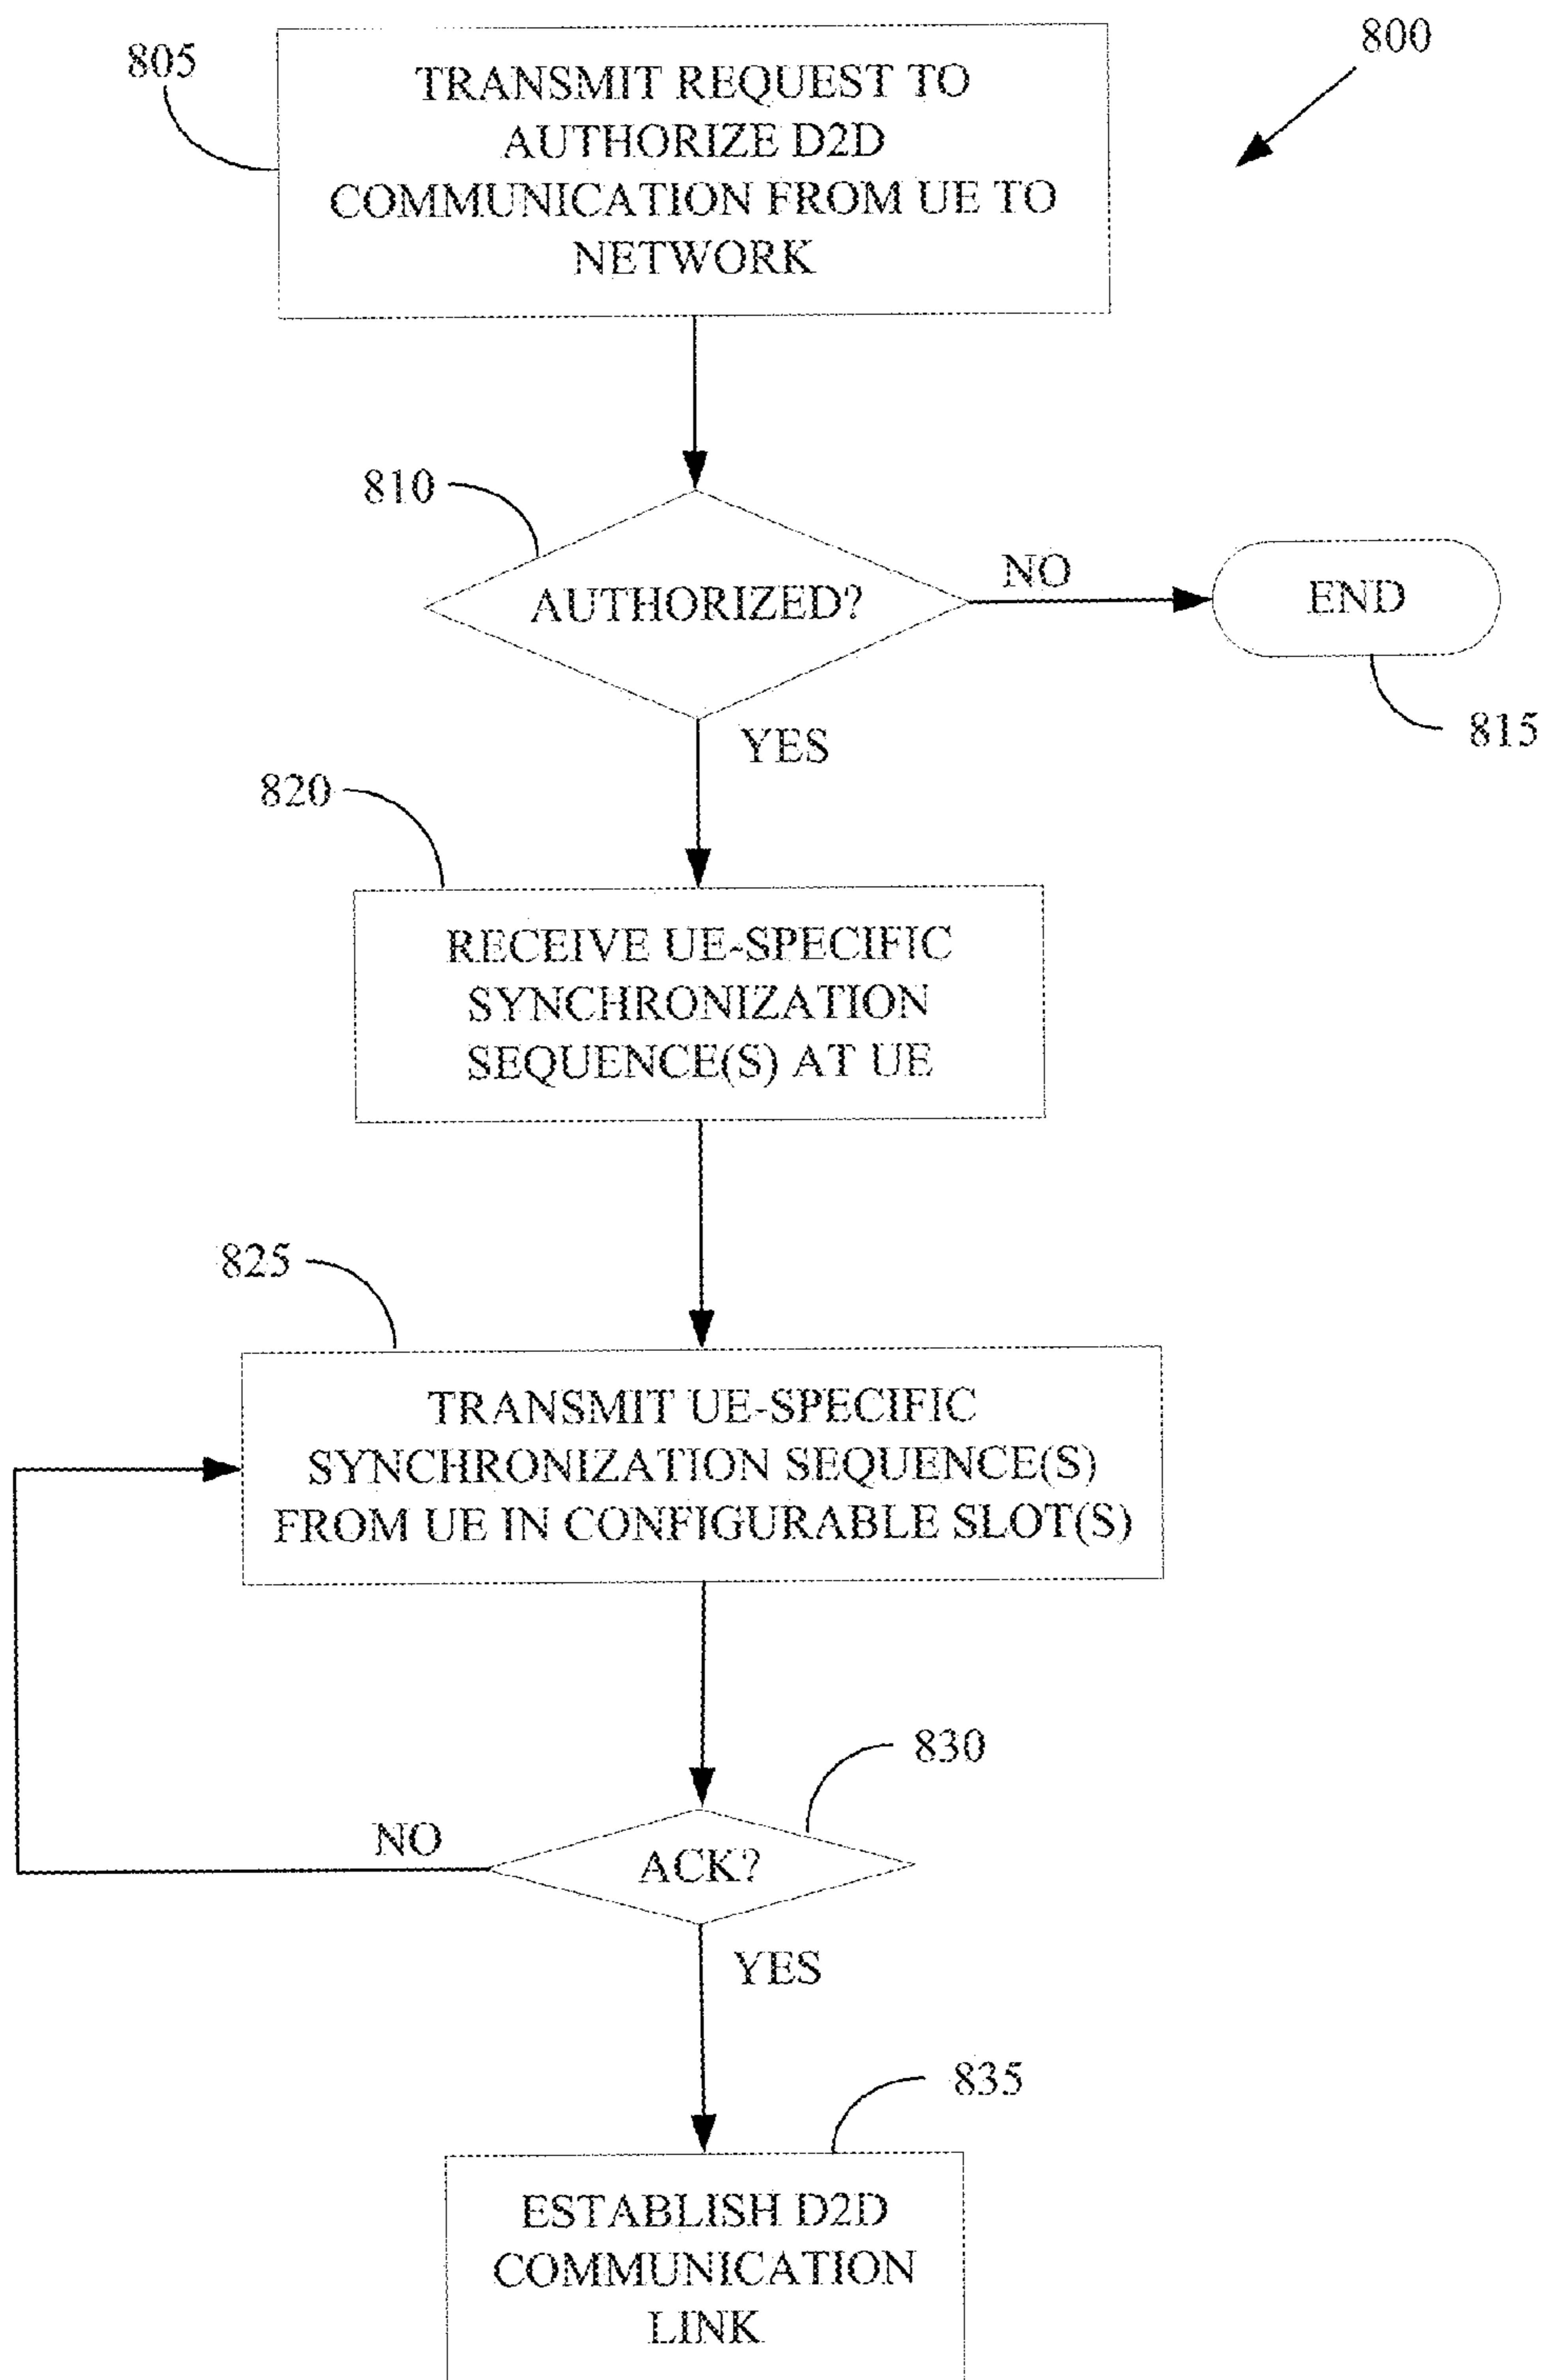 800
805
TRANSMIT REQUEST TO
AUTHORIZE D2D
COMMUNICATION FROM UE TO
NETWORK
810
AUTHORIZED?
NO
END
815
YES
820
RECEIVE UE-SPECIFIC
SYNCHRONIZATION
SEQUENCE(S) AT UE
825
TRANSMIT UE-SPECIFIC
SYNCHRONIZATION SEQUENCE(S)
FROM UE IN CONFIGURABLE SLOT(S)
830
NO
ACK?
YES
835
ESTABLISH D2D
COMMUNICATION
LINK